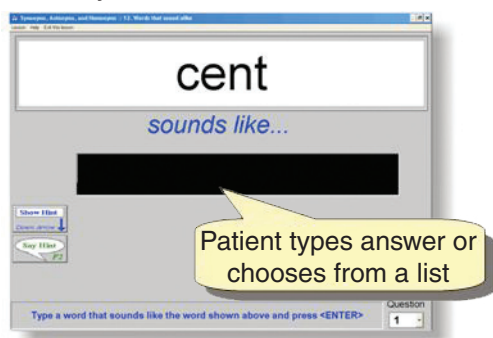 Synonyms, Antonyms, and Homonyms : 13. Words that sound alike
Lesson Help Exit this lesson
cent
sounds like...
Show Hint
Down Arrow
Say Hint
F2
Patient types answer or
chooses from a list
Type a word that sounds like the word shown above and press <ENTER>
Question
1